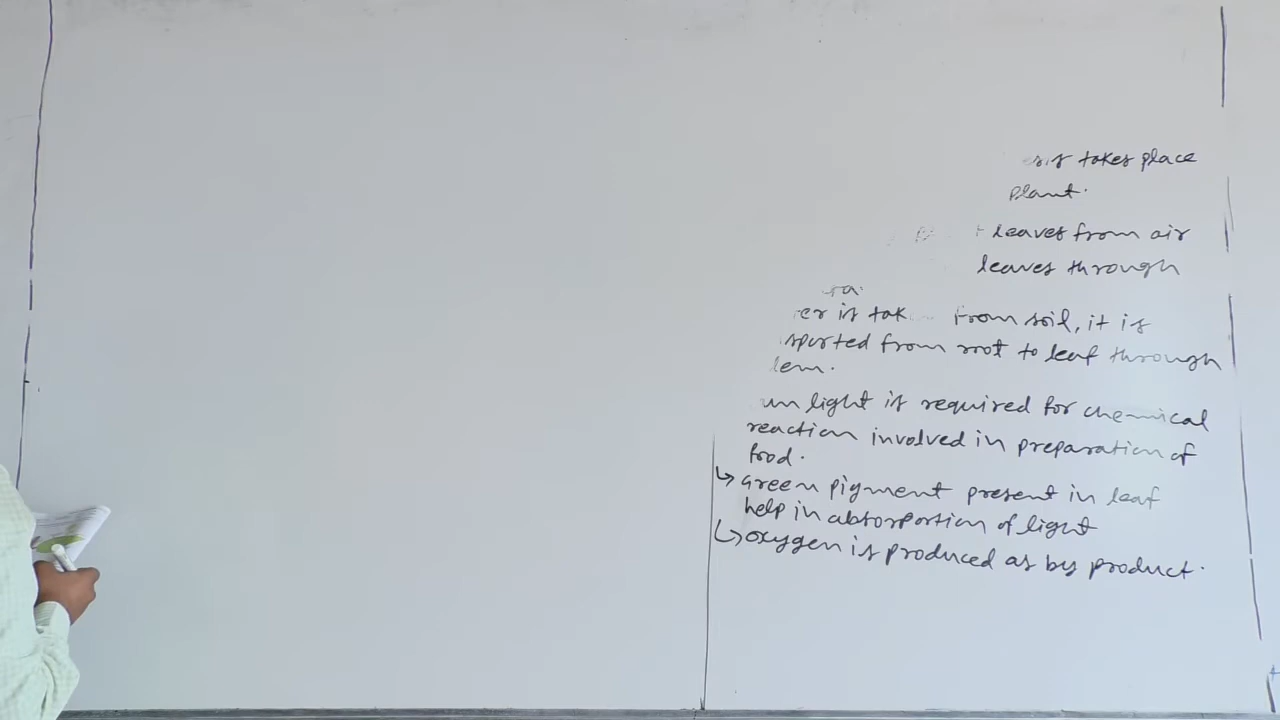 takes place
plant.
leaves from air
leaves through
is from soil, it is
from root to leaf through
light is required for chemical
reaction involved in preparation of
food.
↳ Green pigment present in leaf
help in absorportion of light
↳ oxygen is produced as by product.